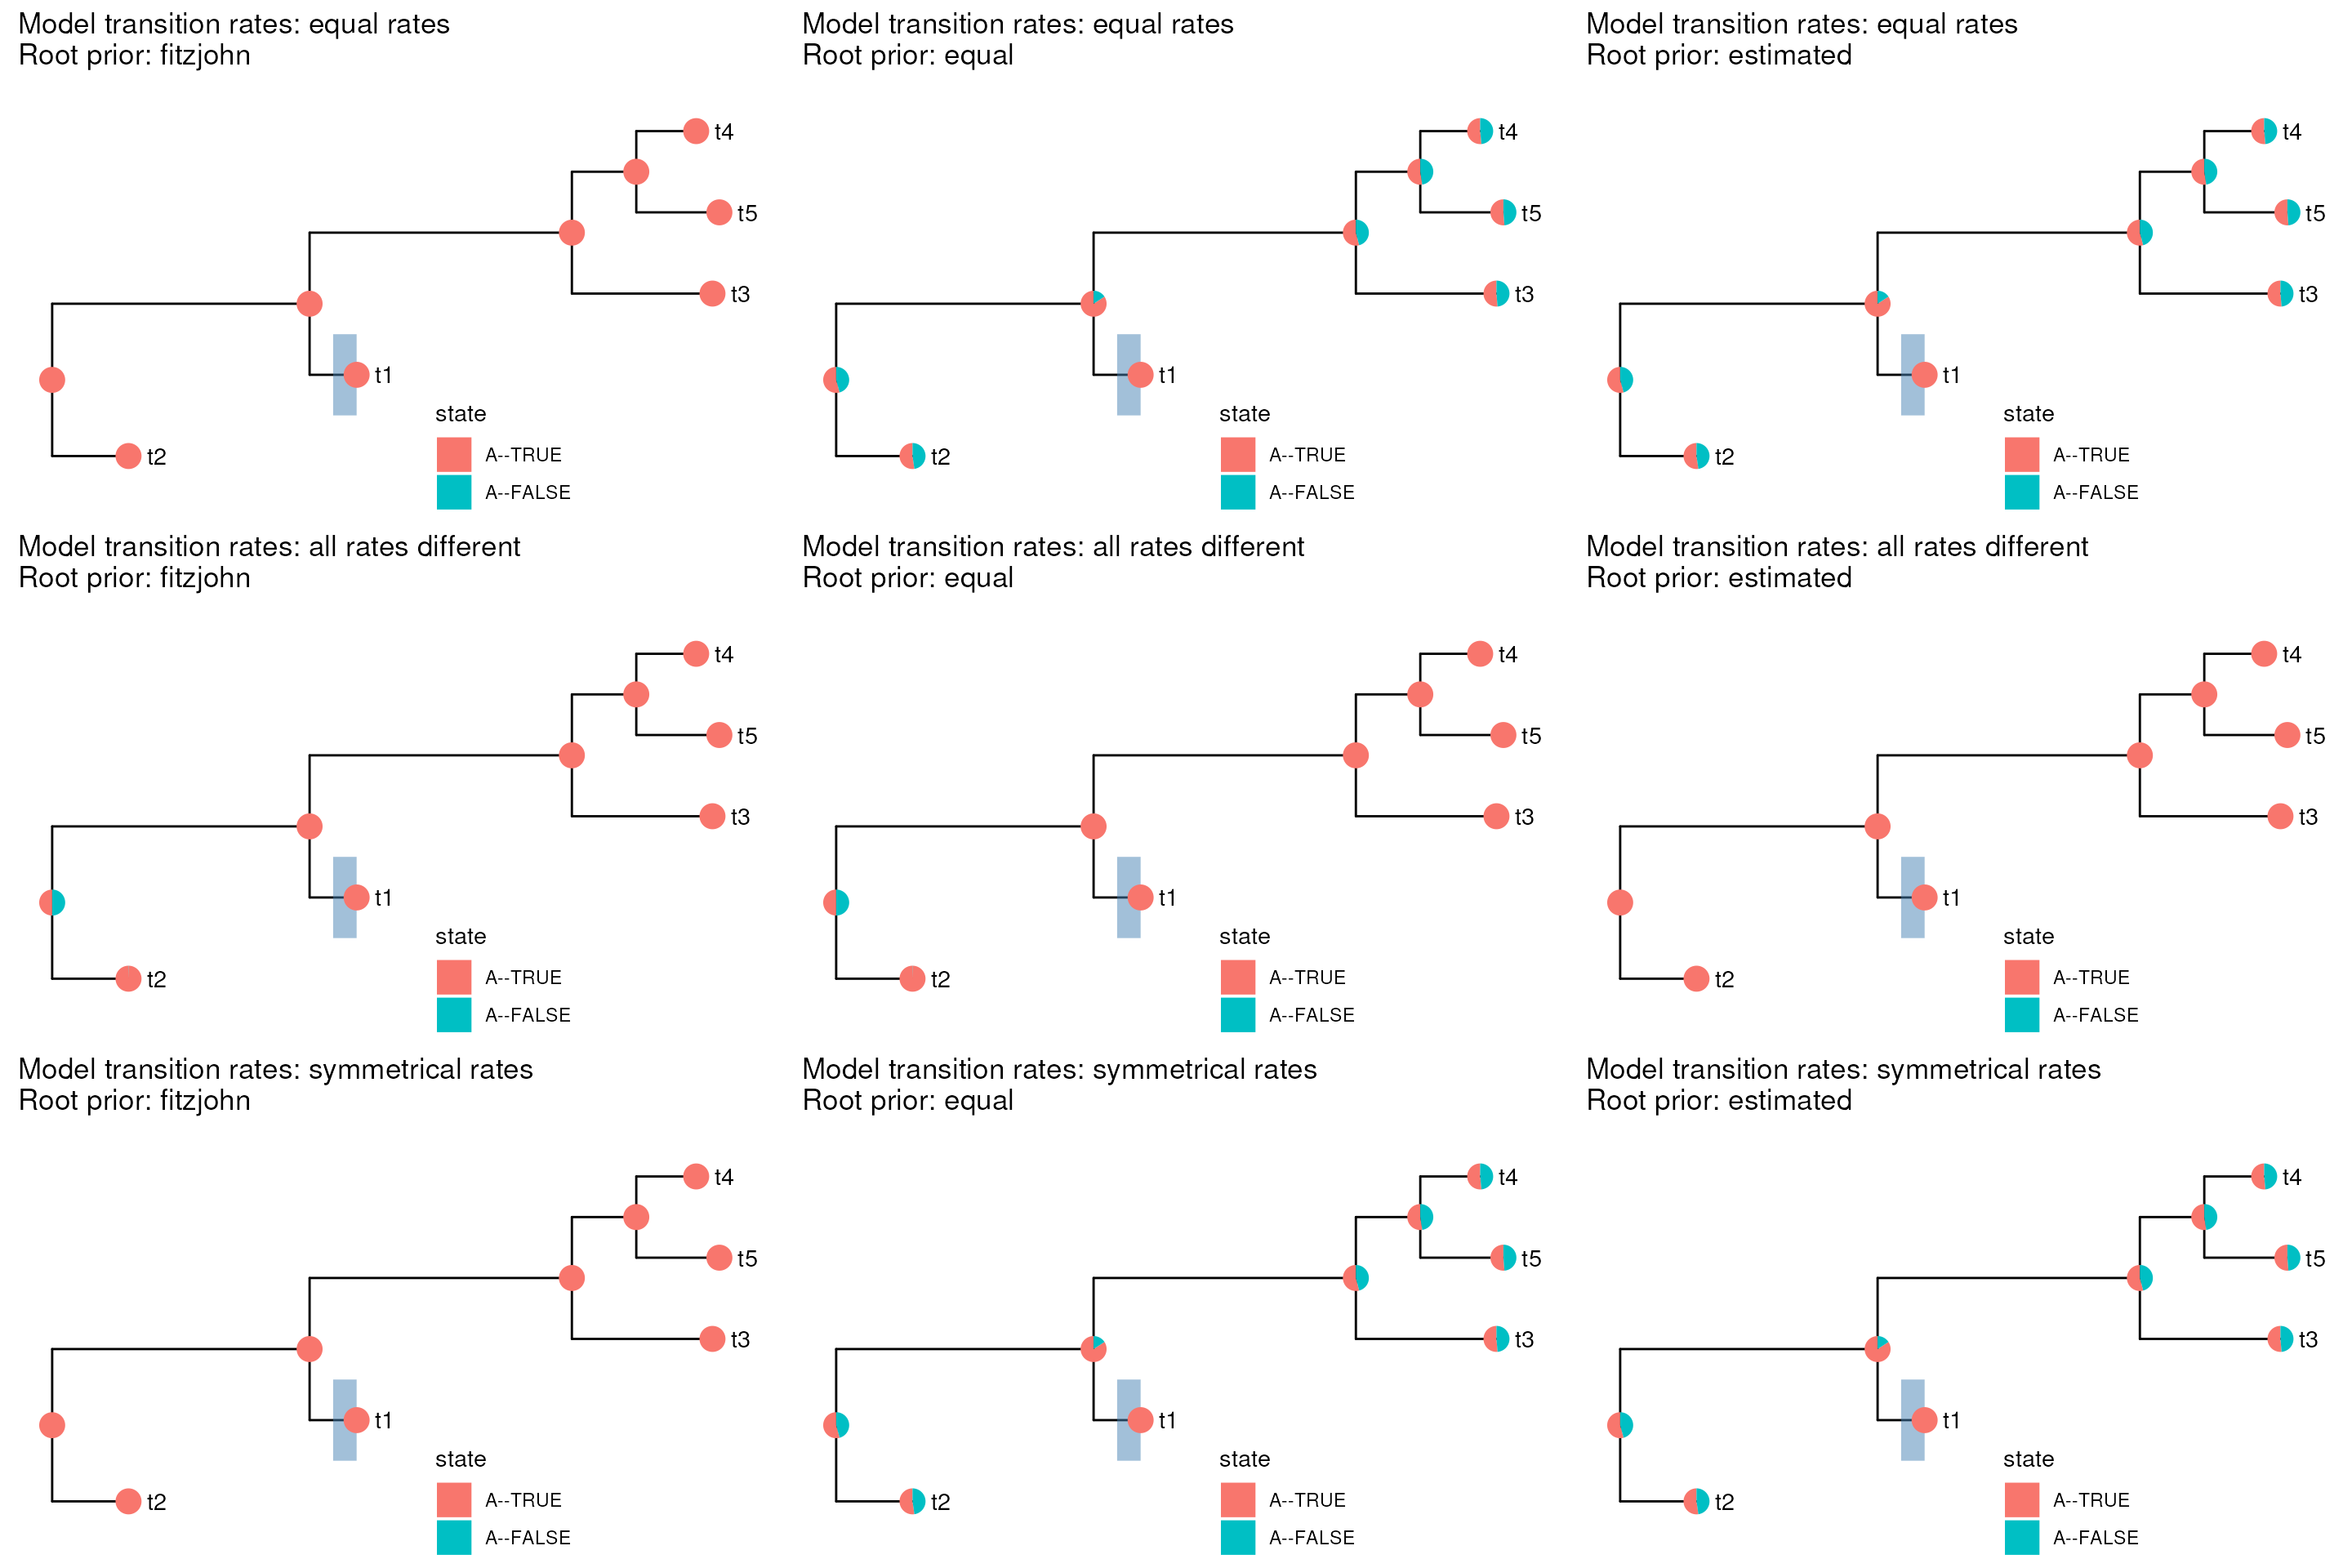 Model transition rates: equal rates
Root prior: fitzjohn
t4
t5
t3
t1
t2
state
A--TRUE
A--FALSE
Model transition rates: equal rates
Root prior: equal
t4
t5
t3
t1
t2
state
A--TRUE
A--FALSE
Model transition rates: equal rates
Root prior: estimated
t4
t5
t3
t1
t2
state
A--TRUE
A--FALSE
Model transition rates: all rates different
Root prior: fitzjohn
t4
t5
t3
t1
t2
state
A--TRUE
A--FALSE
Model transition rates: all rates different
Root prior: equal
t4
t5
t3
t1
t2
state
A--TRUE
A--FALSE
Model transition rates: all rates different
Root prior: estimated
t4
t5
t3
t1
t2
state
A--TRUE
A--FALSE
Model transition rates: symmetrical rates
Root prior: fitzjohn
t4
t5
t3
t1
t2
state
A--TRUE
A--FALSE
Model transition rates: symmetrical rates
Root prior: equal
t4
t5
t3
t1
t2
state
A--TRUE
A--FALSE
Model transition rates: symmetrical rates
Root prior: estimated
t4
t5
t3
t1
t2
state
A--TRUE
A--FALSE